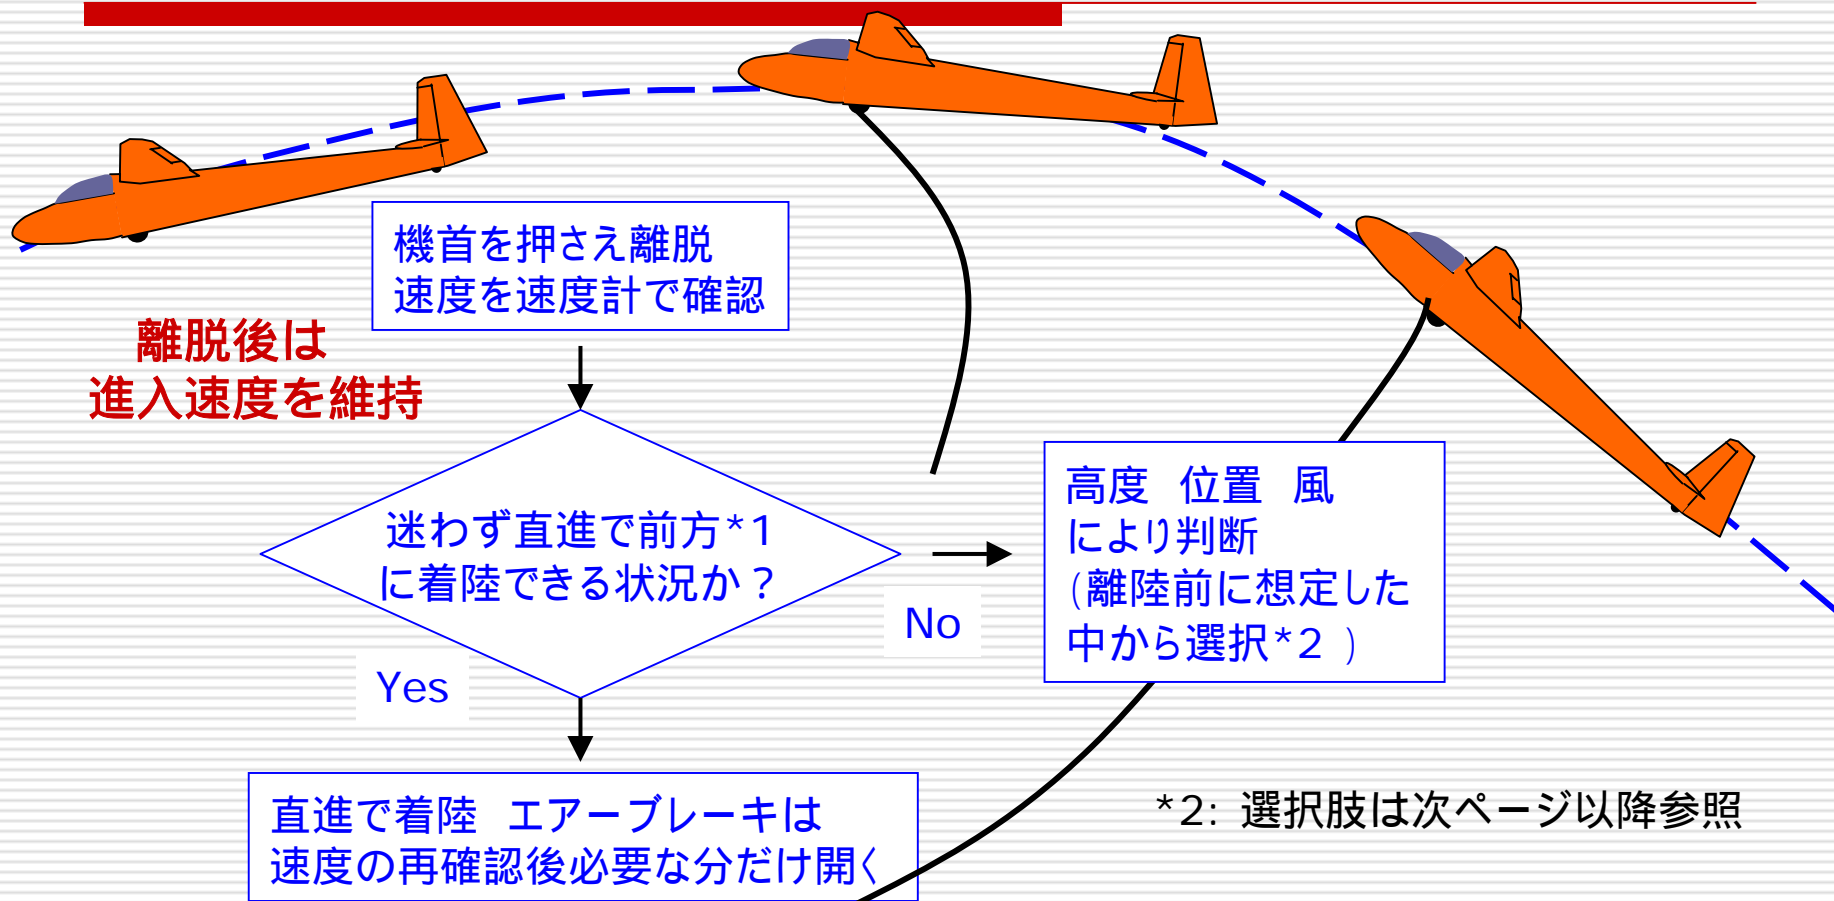 機首を押さえ離脱
速度を速度計で確認
離脱後は
進入速度を維持
迷わず直進で前方*1
に着陸できる状況か？
No
高度　位置　風
により判断
(離陸前に想定した
中から選択*2 )
Yes
直進で着陸　エアーブレーキは
速度の再確認後必要な分だけ開く
*2: 選択肢は次ページ以降参照